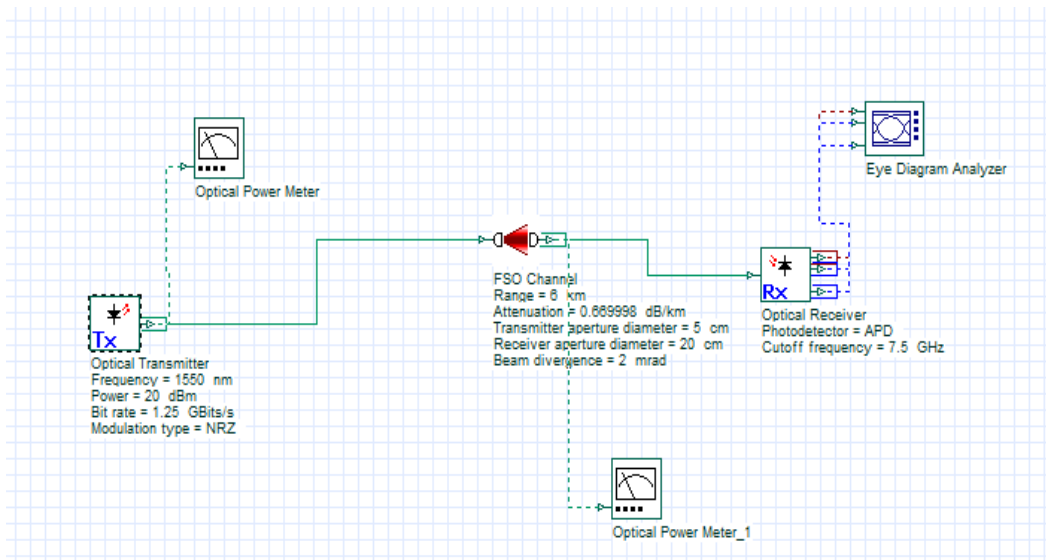 Optical Power Meter
Eye Diagram Analyzer
FSO Channel
Range = 6 km
Attenuation = 0.669998 dB/km
Transmitter aperture diameter = 5 cm
Receiver aperture diameter = 20 cm
Beam divergence = 2 mrad
Rx
Optical Receiver
Photodetector = APD
Cutoff frequency = 7.5 GHz
Tx
Optical Transmitter
Frequency = 1550 nm
Power = 20 dBm
Bit rate = 1.25 GBits/s
Modulation type = NRZ
Optical Power Meter_1